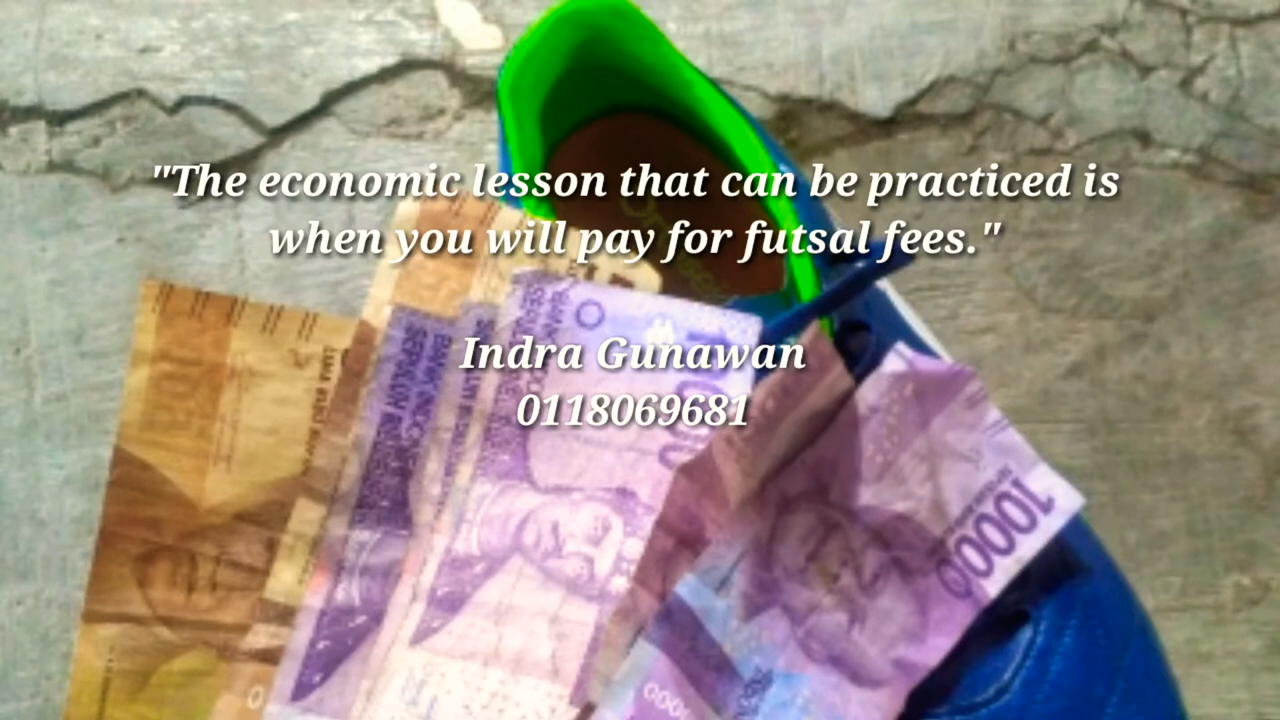 "The economic lesson that can be practiced is
when you will pay for futsal fees."
Indra Gunawan
0118069681
10000